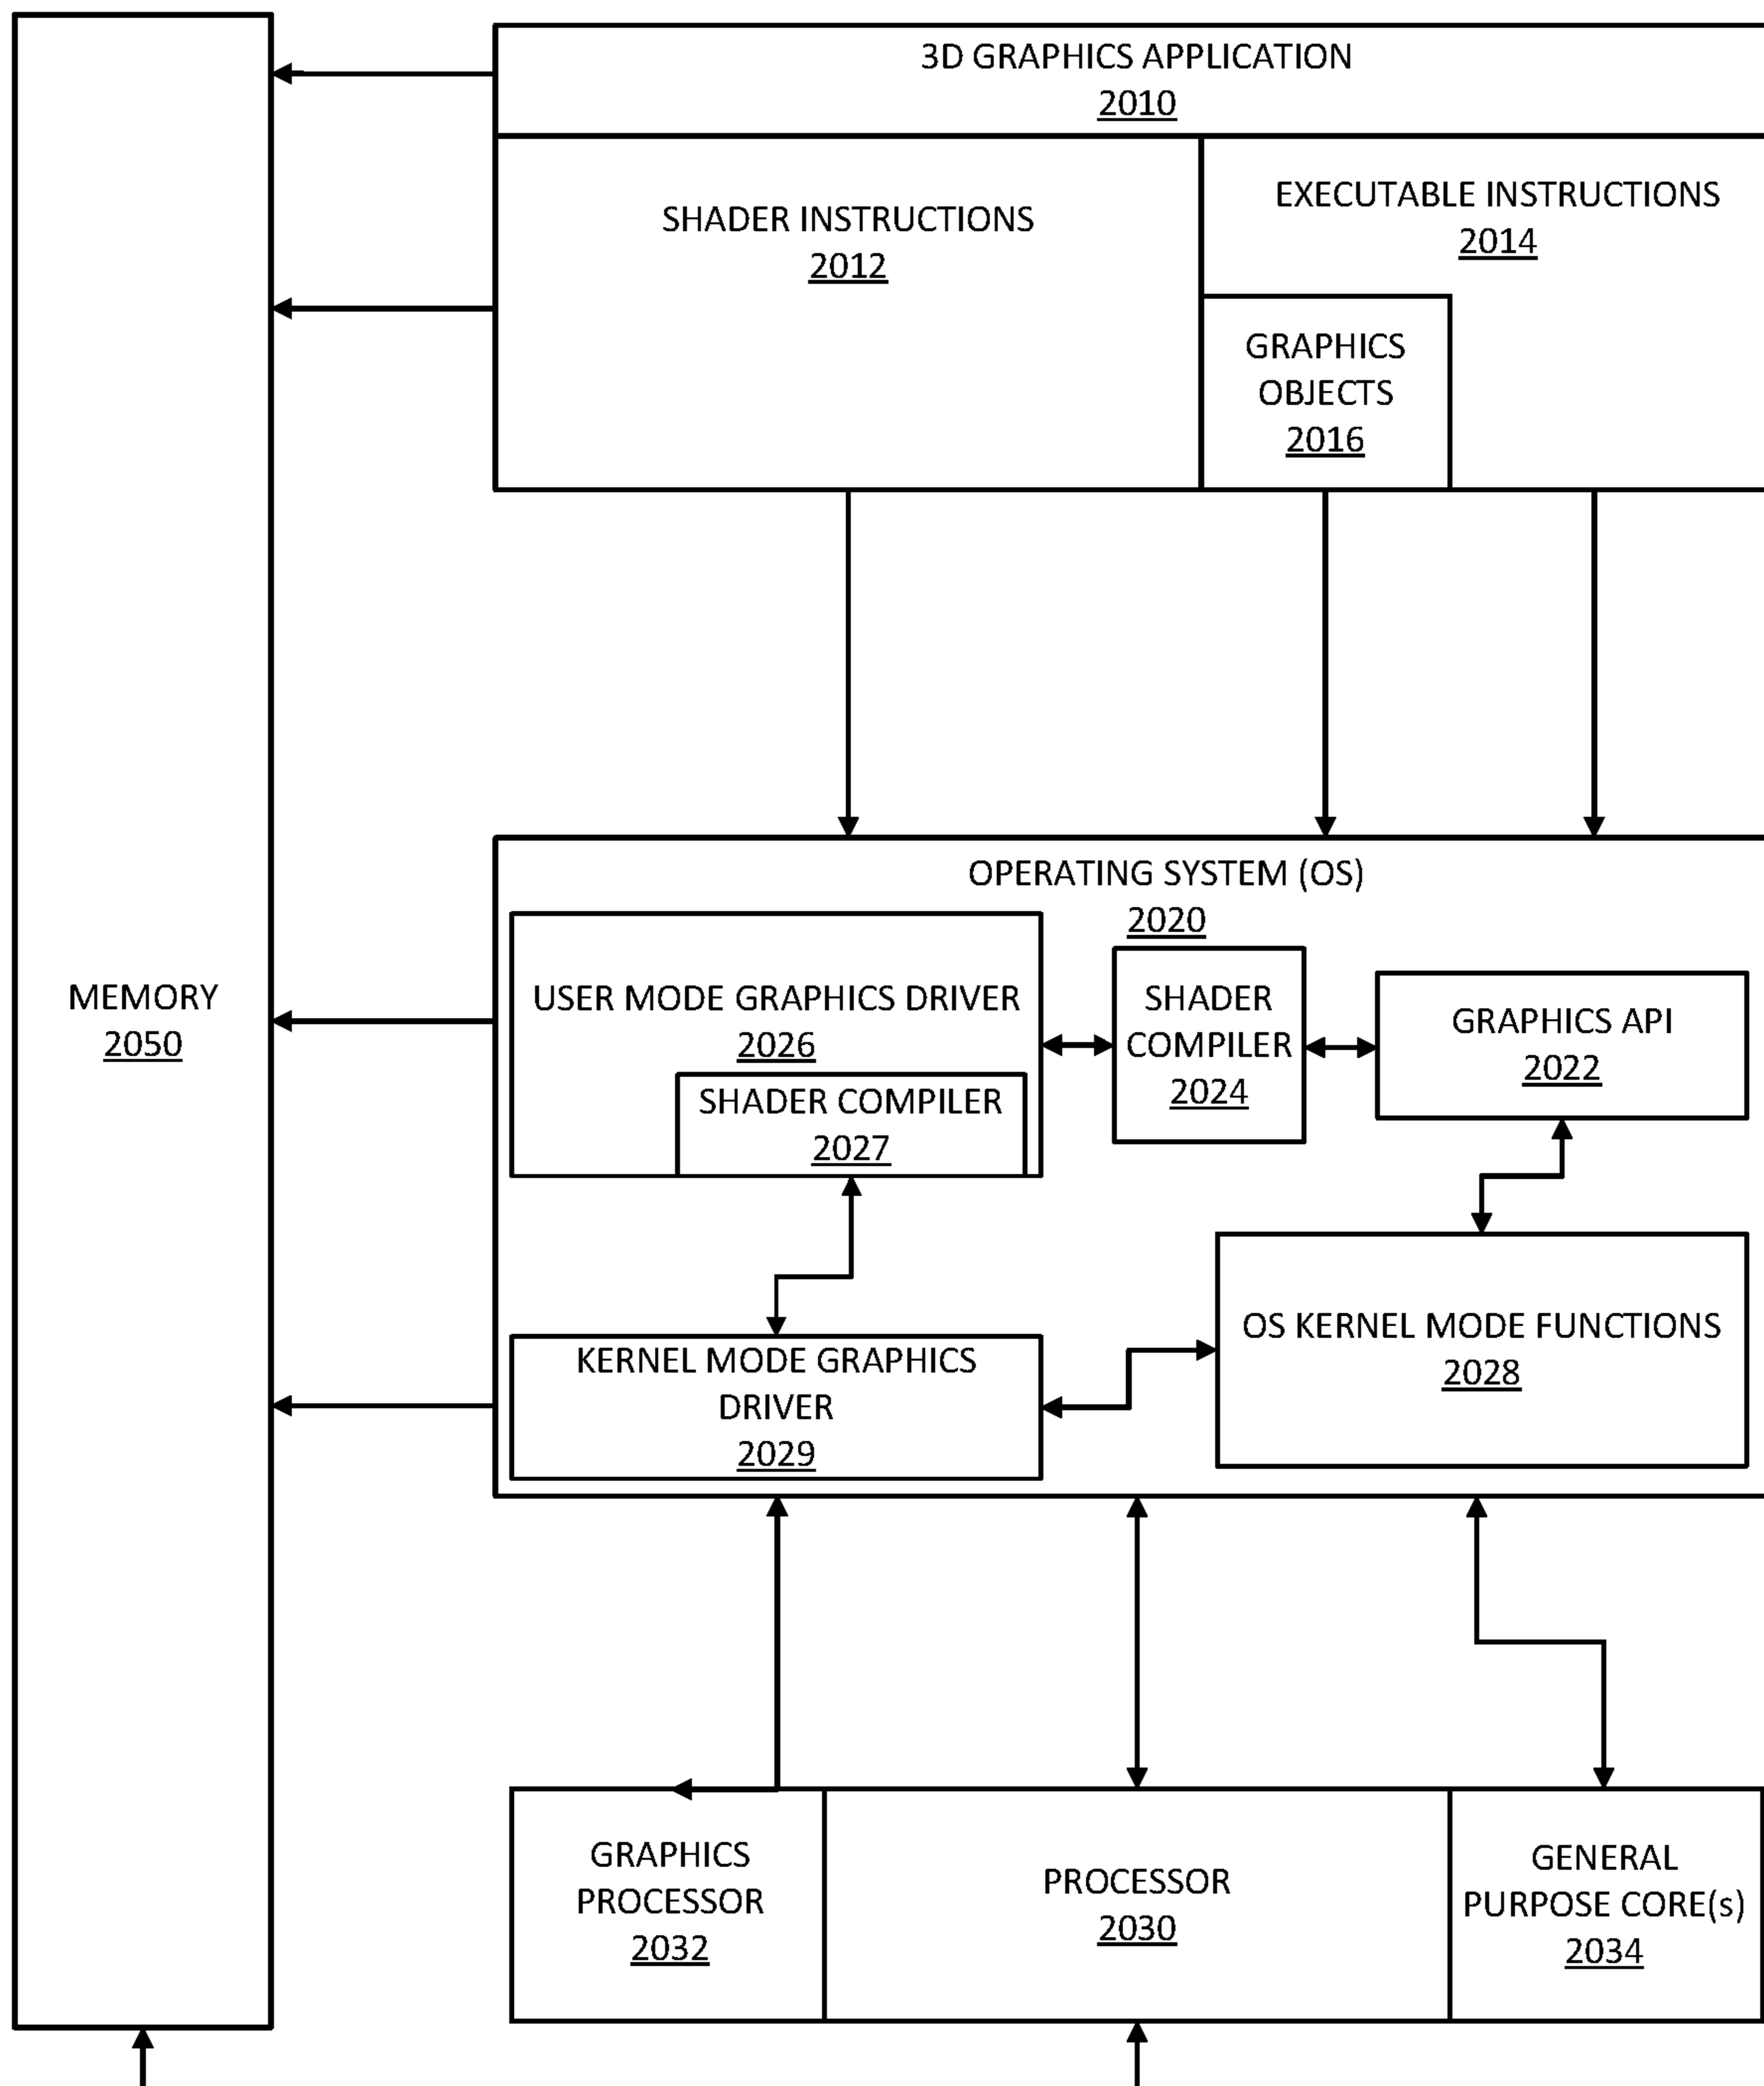 3D GRAPHICS APPLICATION
2010
SHADER INSTRUCTIONS
2012
EXECUTABLE INSTRUCTIONS
2014
GRAPHICS
OBJECTS
2016
MEMORY
2050
OPERATING SYSTEM (OS)
2020
USER MODE GRAPHICS DRIVER
2026
SHADER COMPILER
2027
SHADER
COMPILER
2024
GRAPHICS API
2022
KERNEL MODE GRAPHICS
DRIVER
2029
OS KERNEL MODE FUNCTIONS
2028
GRAPHICS
PROCESSOR
2032
PROCESSOR
2030
GENERAL
PURPOSE CORE(s)
2034